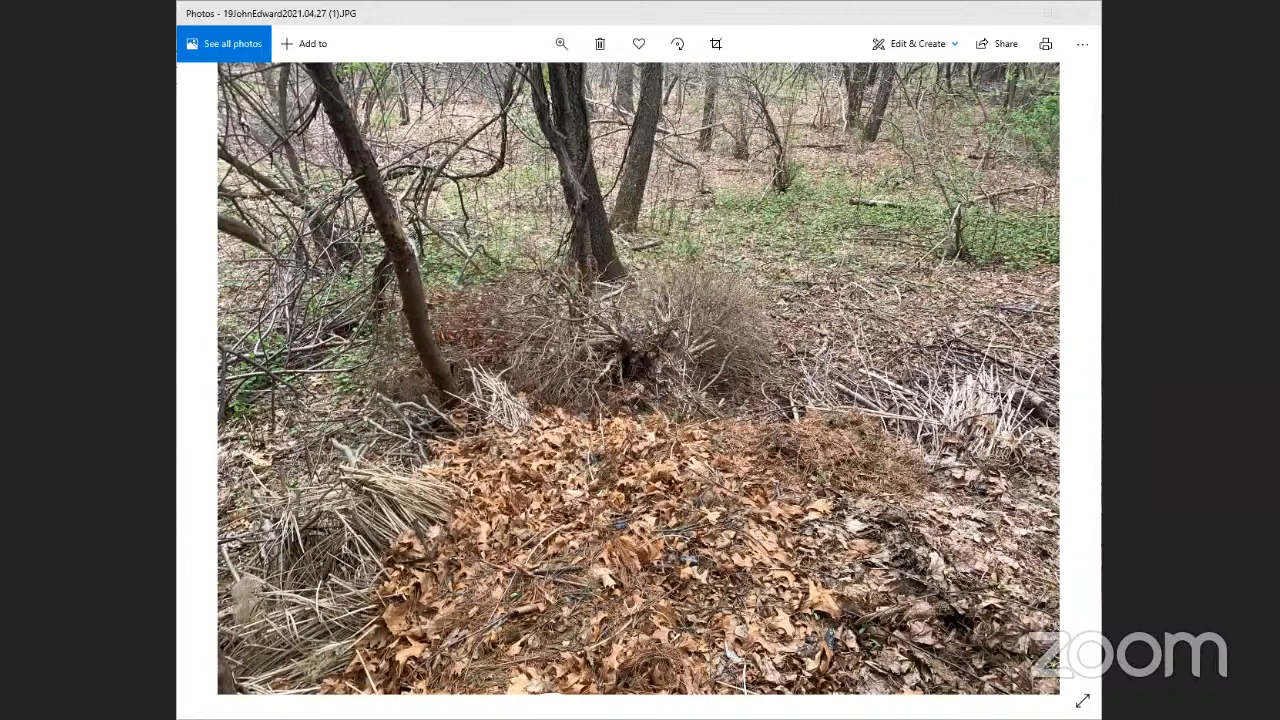 Photos - 19JohnEdward2021.04.27 (1).JPG
See all photos
Add to
Edit & Create
Share
zoom